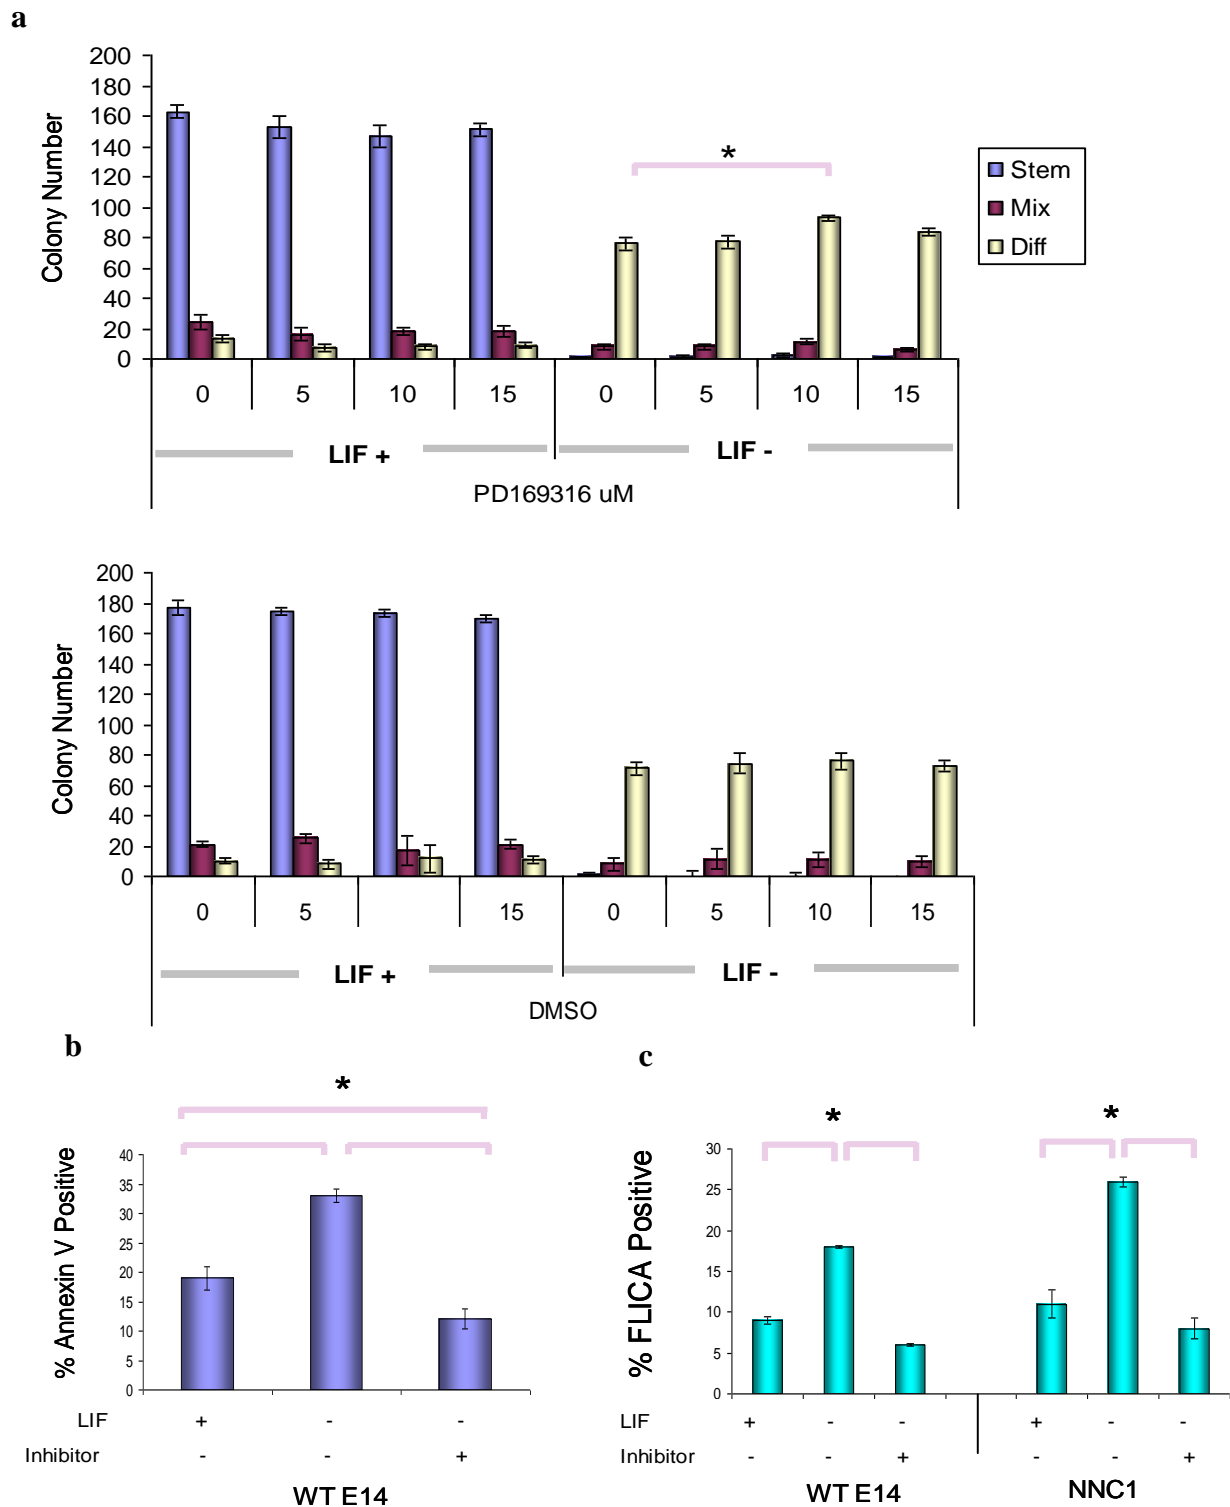 a
200
180
160
140
120
100
80
60
40
20
0
Colony Number
*
Stem
Mix
Diff
0 5 10 15 0 5 10 15
LIF + LIF -
PD169316 uM
200
180
160
140
120
100
80
60
40
20
0
Colony Number
0 5 15 0 5 10 15
LIF + LIF -
DMSO
b
*
40
35
30
25
20
15
10
5
0
% Annexin V Positive
LIF + - -
Inhibitor - - +
WT E14
c
* *
30
25
20
15
10
5
0
% FLICA Positive
LIF + - - + - -
Inhibitor - - + - - +
WT E14 NNC1